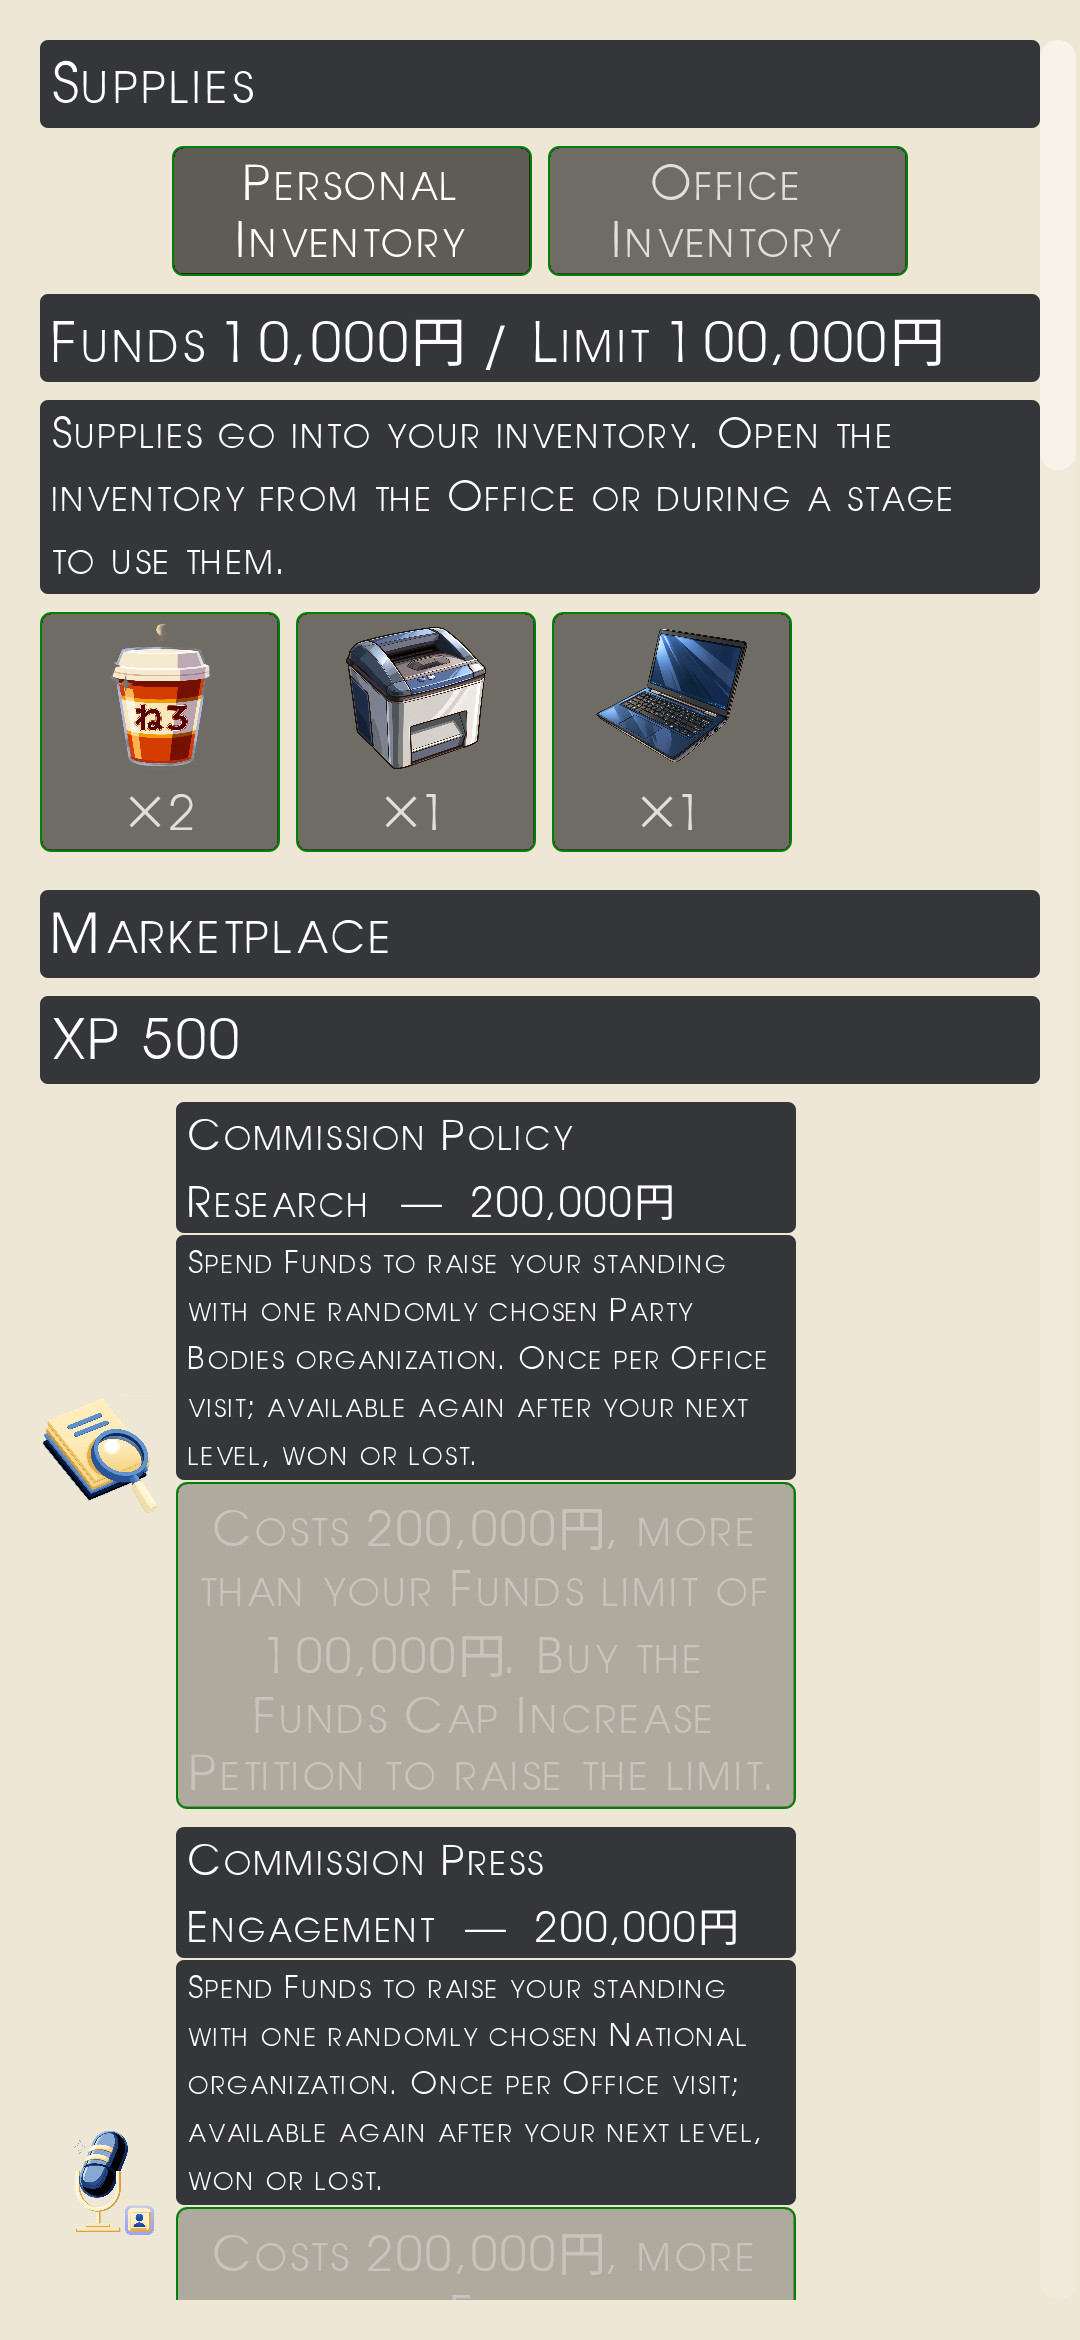 Supplies
Personal
Inventory
Office
Inventory
Funds 10,000円 / Limit 100,000円
Supplies go into your inventory. Open the
inventory from the Office or during a stage
to use them.
ねろ
×2
×1
×1
Marketplace
XP 500
Commission Policy
Research — 200,000円
Spend Funds to raise your standing
with one randomly chosen Party
Bodies organization. Once per Office
visit; available again after your next
level, won or lost.
Costs 200,000円, more
than your Funds limit of
100,000円. Buy the
Funds Cap Increase
Petition to raise the limit.
Commission Press
Engagement — 200,000円
Spend Funds to raise your standing
with one randomly chosen National
organization. Once per Office visit;
available again after your next level,
won or lost.
Costs 200,000円, more